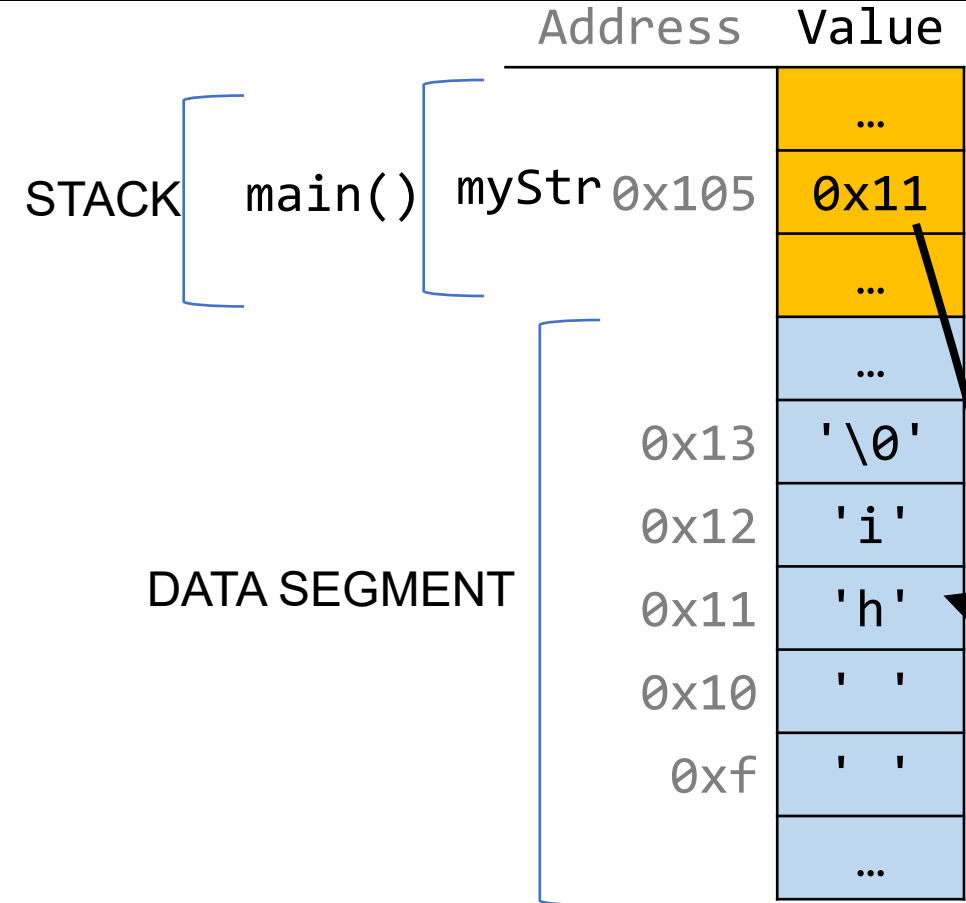 Address Value
…
STACK main() myStr 0x105 0x11
…
…
0x13 '\0'
0x12 'i'
DATA SEGMENT
0x11 'h'
0x10 ' '
0xf ' '
…